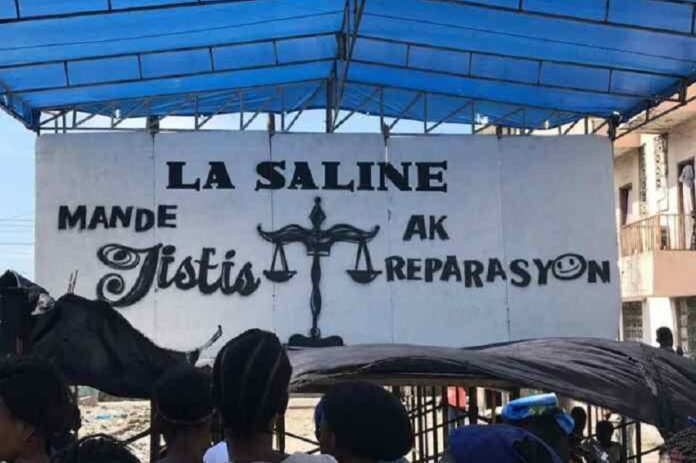 LA SALINE
MANDE AK
Jistis REPARASYON